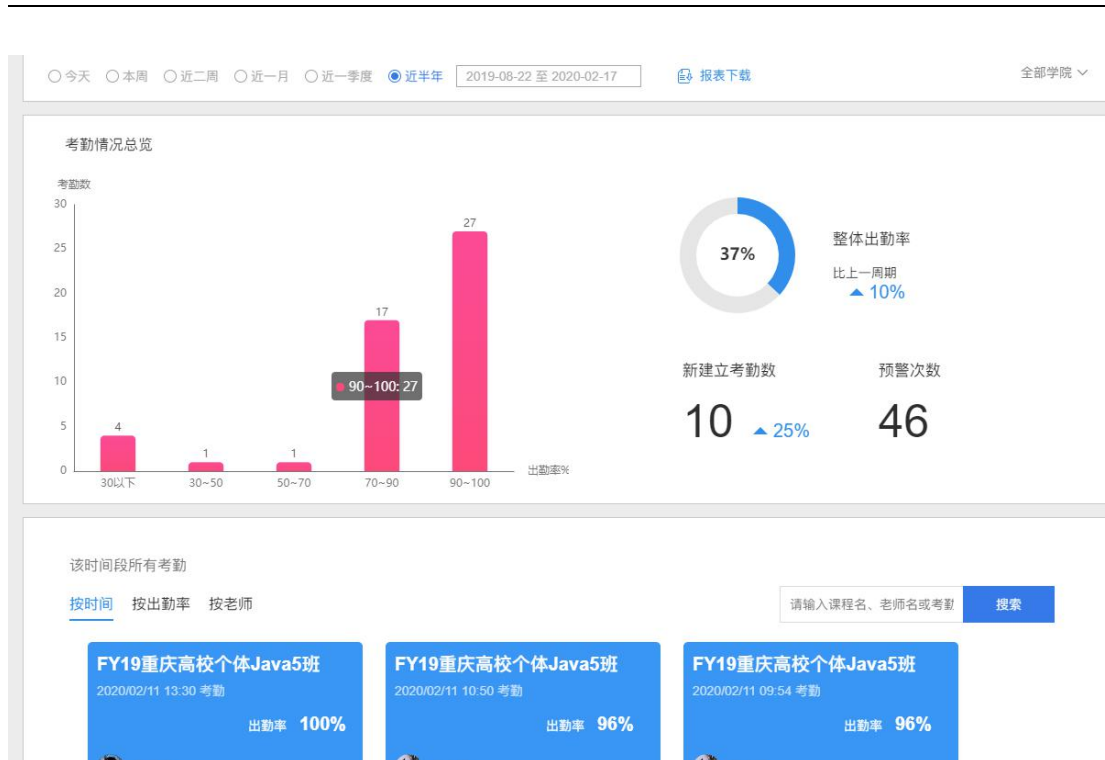 今天 本周 近二周 近一月 近一季度 近半年 2019-08-22 至 2020-02-17 报表下载 全部学院
考勤情况总览
考勤数
30
27
25
20
17
15
10
90~100: 27
5
4
1
1
0
出勤率%
30以下 30~50 50~70 70~90 90~100
37%
整体出勤率
比上一周期
10%
新建立考勤数 预警次数
10 25% 46
该时间段所有考勤
按时间 按出勤率 按老师
请输入课程名、老师名或考勤 搜索
FY19重庆高校个体Java5班
2020/02/11 13:30 考勤
出勤率 100%
FY19重庆高校个体Java5班
2020/02/11 10:50 考勤
出勤率 96%
FY19重庆高校个体Java5班
2020/02/11 09:54 考勤
出勤率 96%